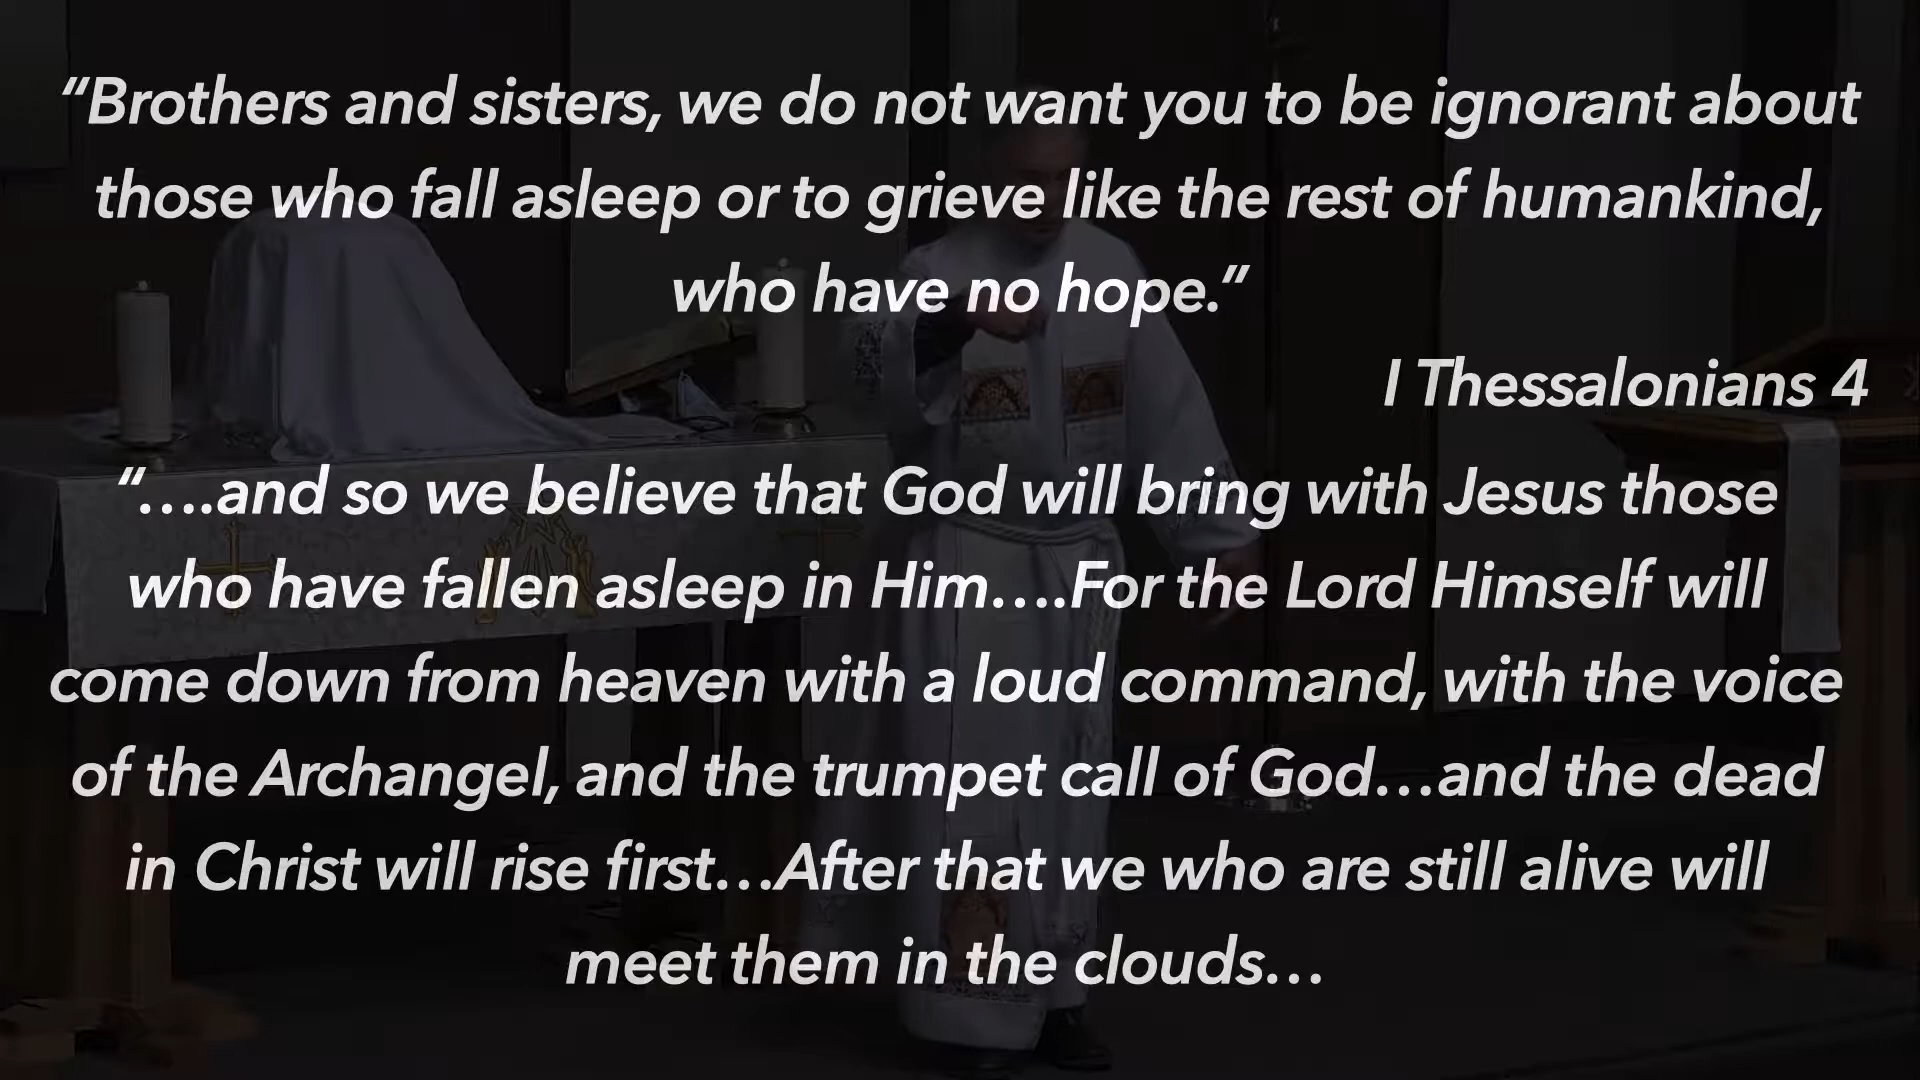 “Brothers and sisters, we do not want you to be ignorant about
those who fall asleep or to grieve like the rest of humankind,
who have no hope.”
I Thessalonians 4
“….and so we believe that God will bring with Jesus those
who have fallen asleep in Him….For the Lord Himself will
come down from heaven with a loud command, with the voice
of the Archangel, and the trumpet call of God…and the dead
in Christ will rise first…After that we who are still alive will
meet them in the clouds…